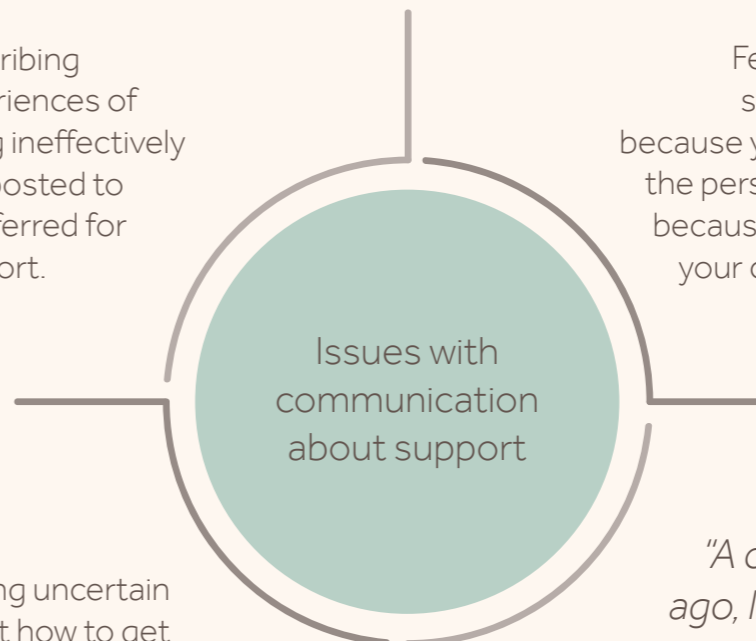 ribing
riences of
g ineffectively
posted to
ferred for
ort.
Fe
s
because y
the pers
becaus
your c
Issues with
communication
about support
ng uncertain
t how to get
"A c
ago, I